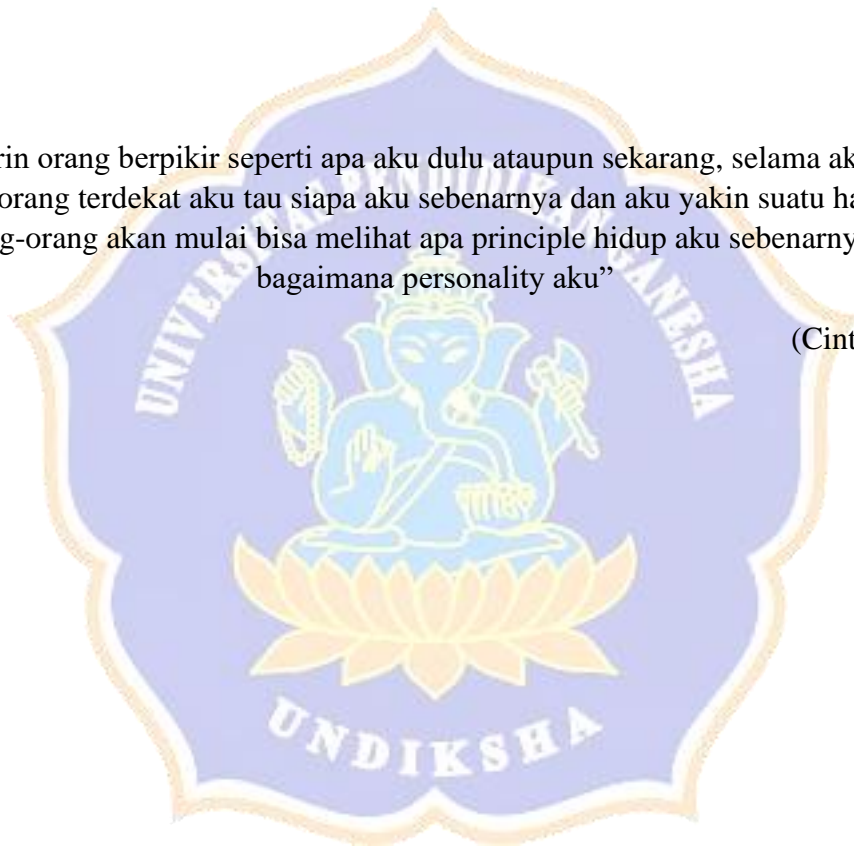 rin orang berpikir seperti apa aku dulu ataupun sekarang, selama ak
orang terdekat aku tau siapa aku sebenarnya dan aku yakin suatu ha
g-orang akan mulai bisa melihat apa principle hidup aku sebenarny
bagaimana personality aku”
(Cint
UNIVERSITAS PENDIDIKAN GANESHA
UNDIKSHA